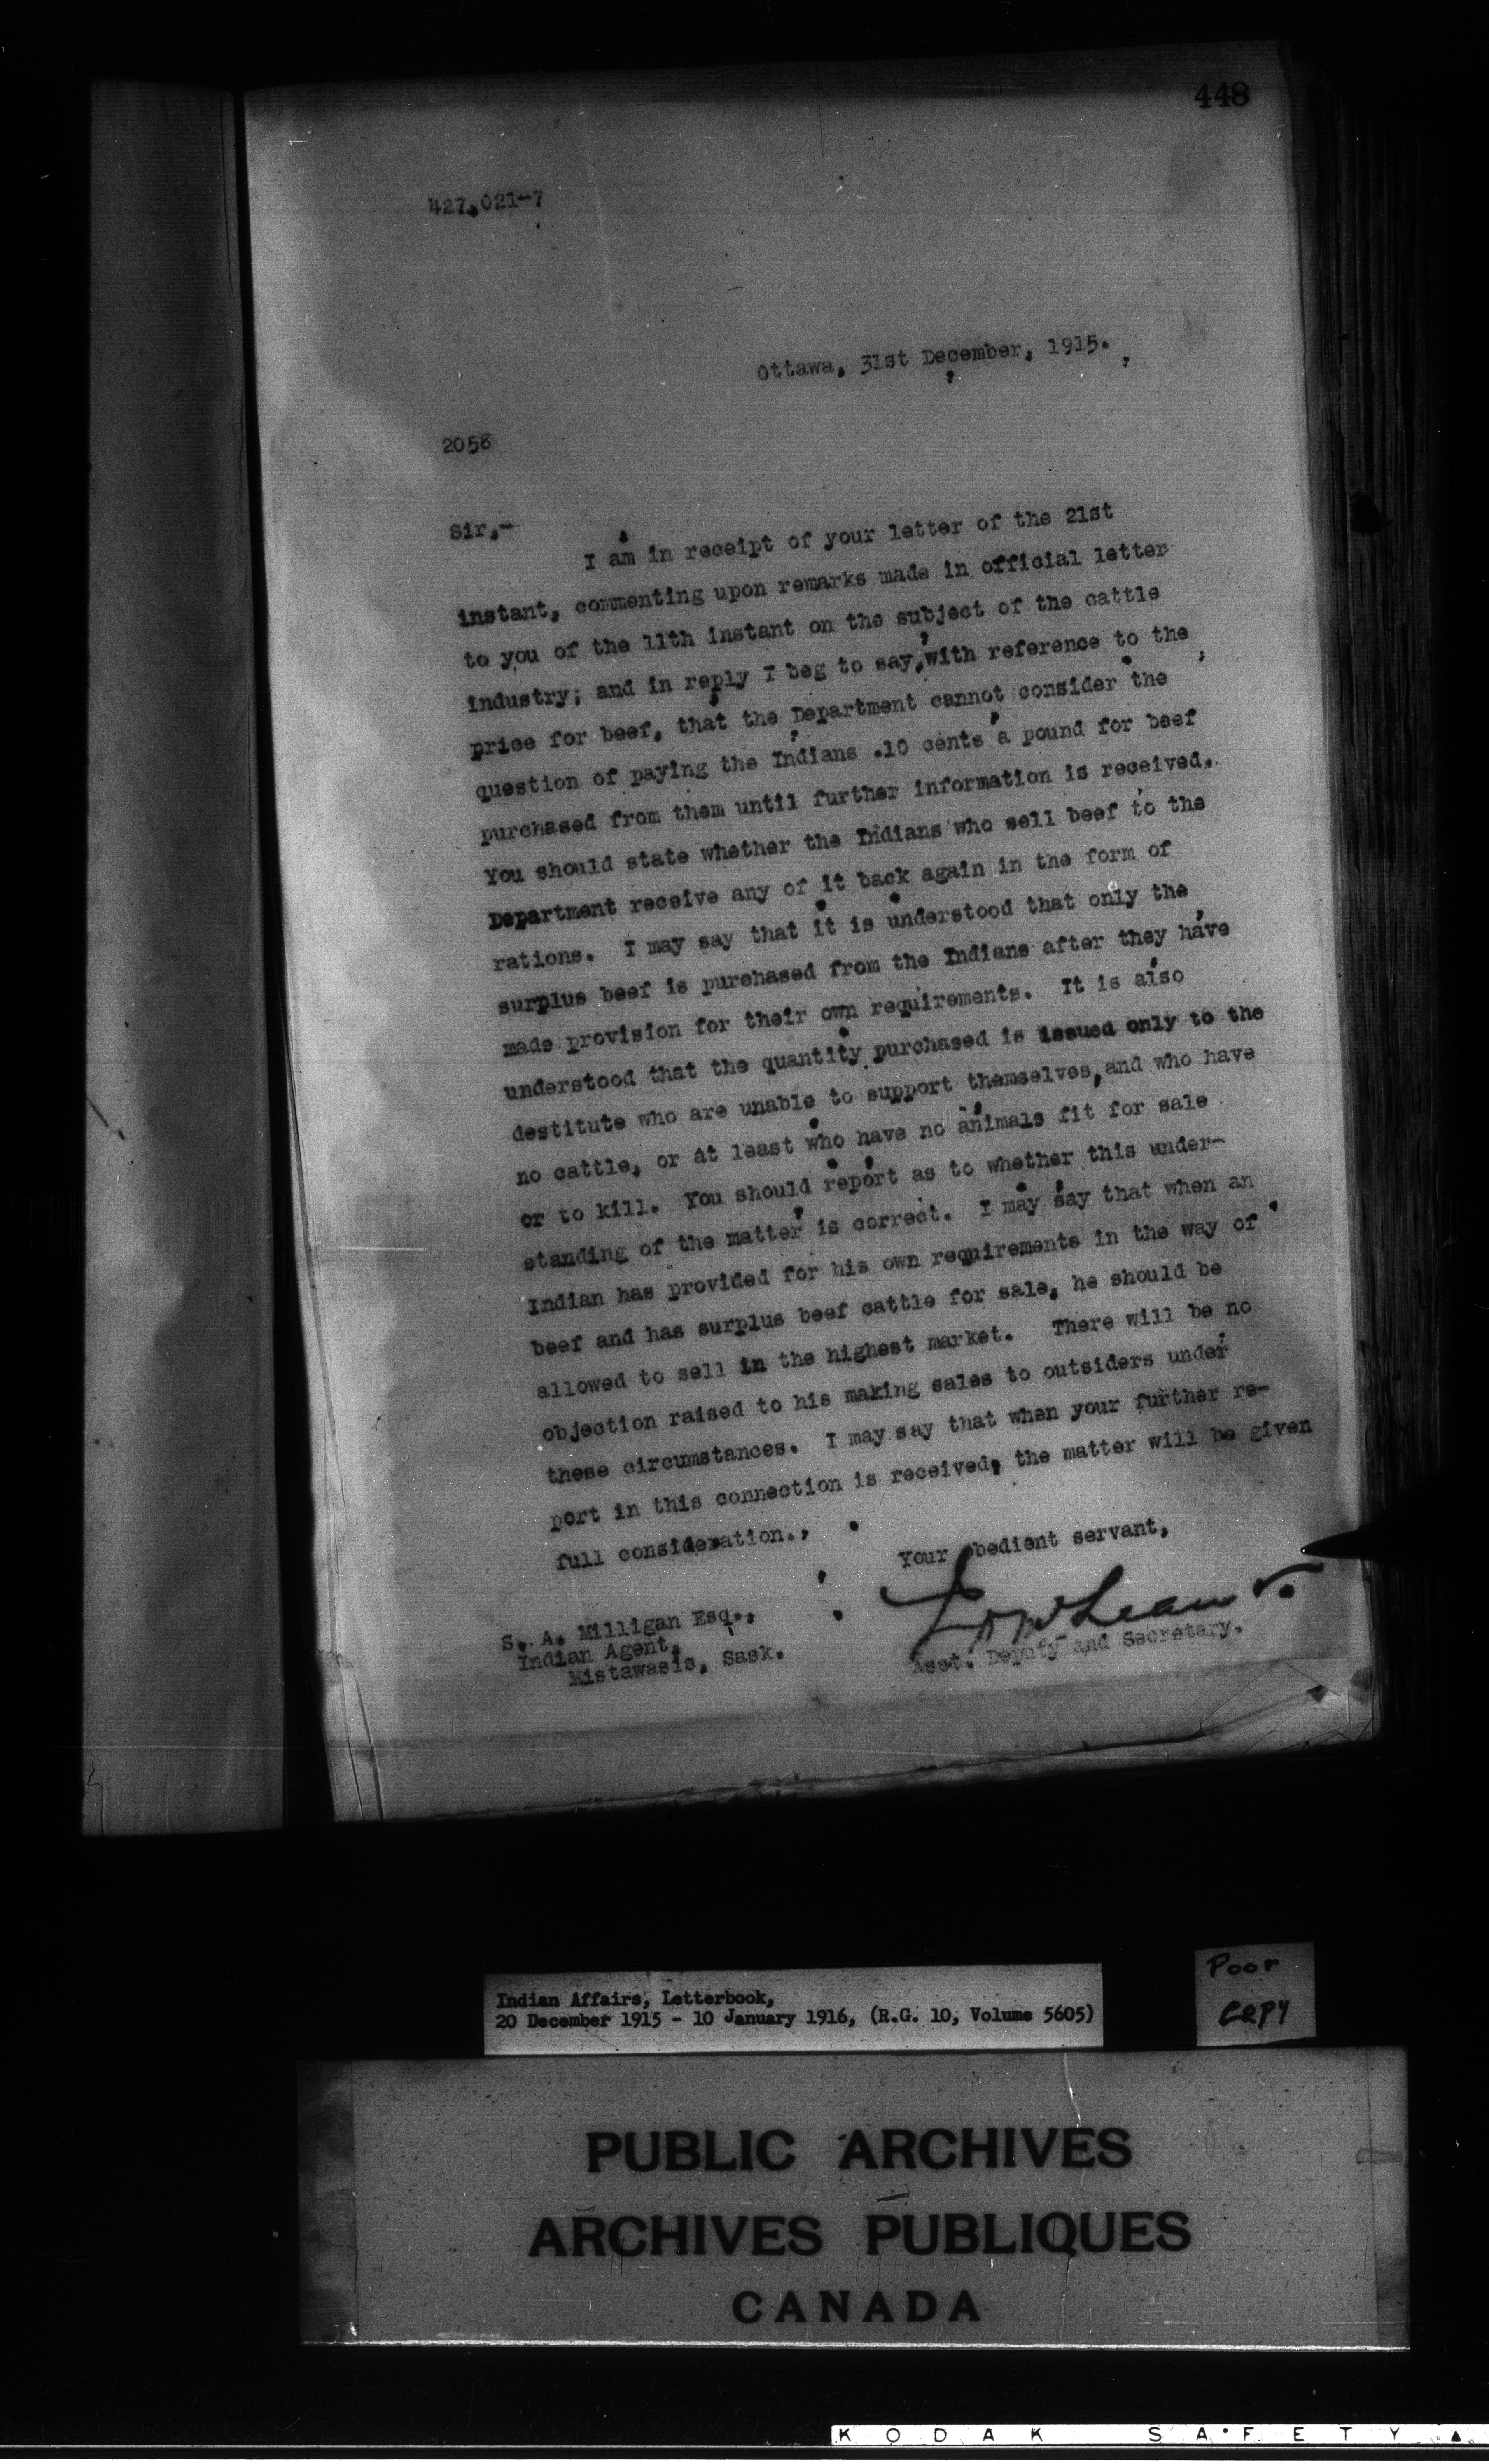 448
427,021-7
Ottawa, 31st December, 1915.
2058
Sir,-
I am in receipt of your letter of the 21st
instant, commenting upon remarks made in official letter
to you of the 11th instant on the subject of the cattle
industry; and in reply I beg to say, with reference to the
price for beef, that the Department cannot consider the
question of paying the Indians .10 cents a pound for beef
purchased from them until further information is received.
You should state whether the Indians who sell beef to the
Department receive any of it back again in the form of
rations. I may say that it is understood that only the
surplus beef is purchased from the Indians after they have
made provision for their own requirements. It is also
understood that the quantity purchased is issued only to the
destitute who are unable to support themselves, and who have
no cattle, or at least who have no animals fit for sale
or to kill. You should report as to whether this under-
standing of the matter is correct. I may say that when an
Indian has provided for his own requirements in the way of
beef and has surplus beef cattle for sale, he should be
allowed to sell in the highest market. There will be no
objection raised to his making sales to outsiders under
these circumstances. I may say that when your further re-
port in this connection is received, the matter will be given
full consideration.
Your obedient servant,
S. A. Milligan Esq.,
Indian Agent,
Mistawasis, Sask.
Asst. Deputy and Secretary.
Indian Affairs, Letterbook,
20 December 1915 - 10 January 1916, (R.G. 10, Volume 5605)
Poor
COPY
PUBLIC ARCHIVES
ARCHIVES PUBLIQUES
CANADA
KODAK SAFETY